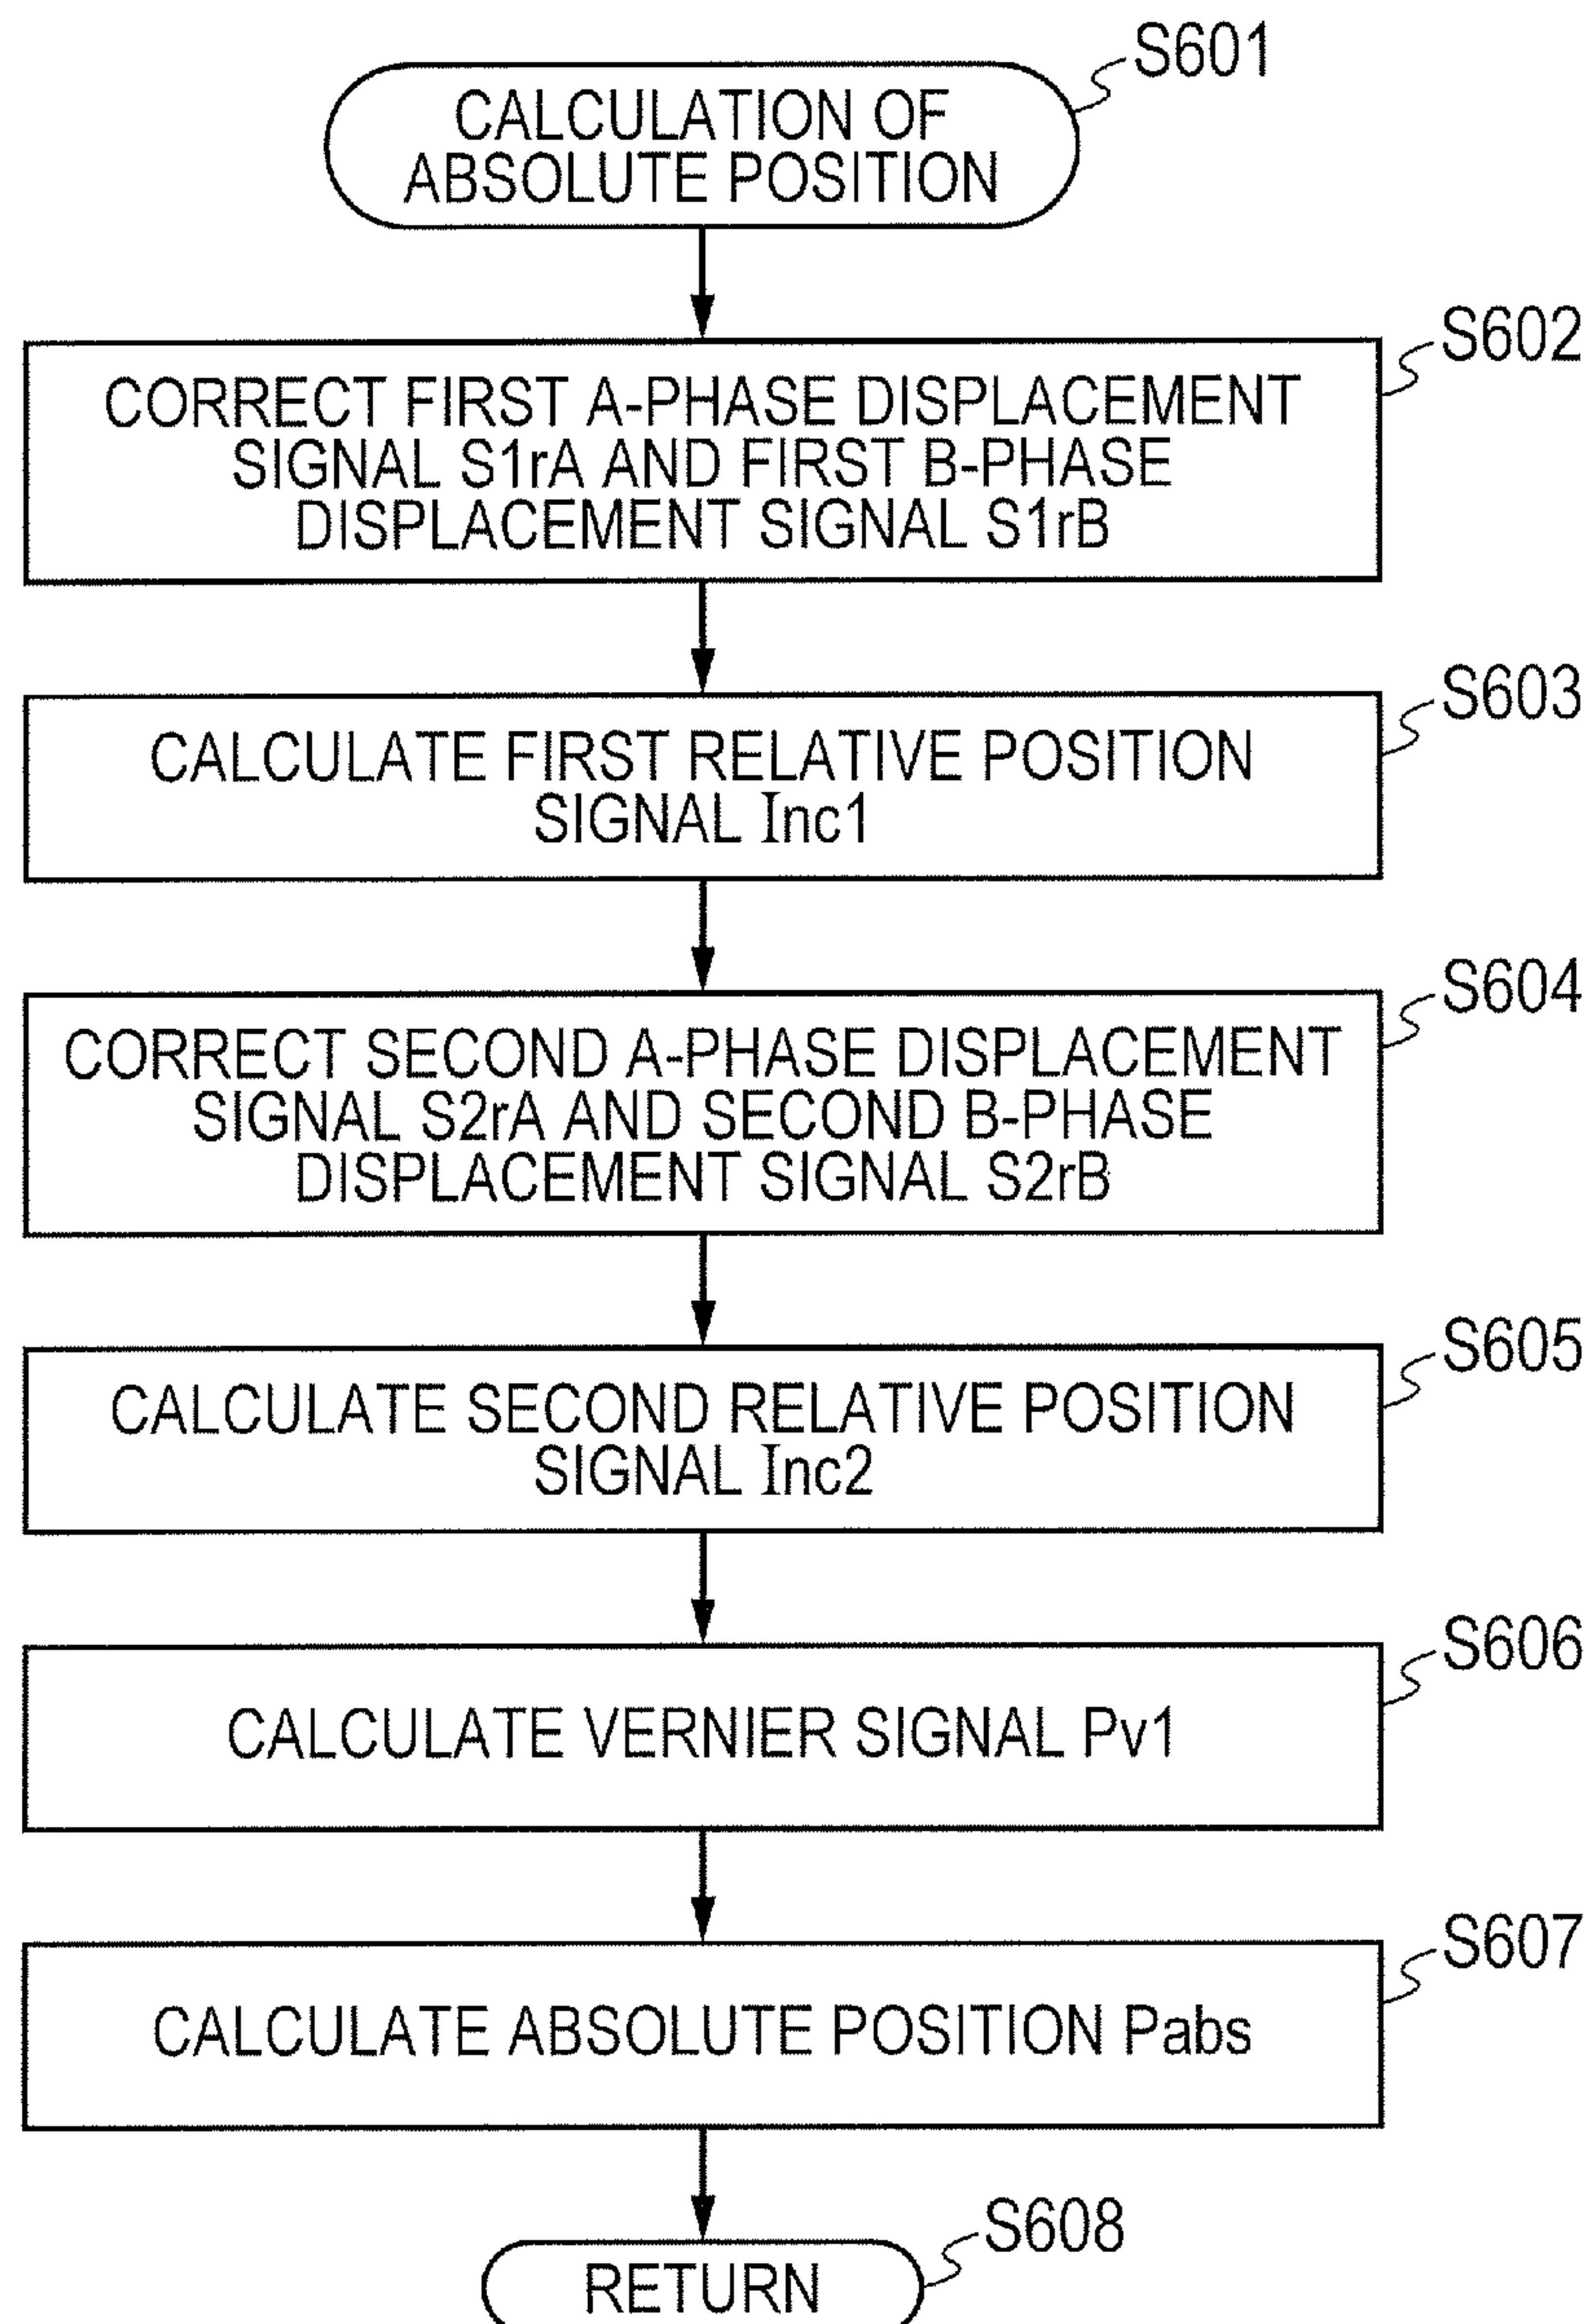 S601
CALCULATION OF
ABSOLUTE POSITION
S602
CORRECT FIRST A-PHASE DISPLACEMENT
SIGNAL S1rA AND FIRST B-PHASE
DISPLACEMENT SIGNAL S1rB
S603
CALCULATE FIRST RELATIVE POSITION
SIGNAL Inc1
S604
CORRECT SECOND A-PHASE DISPLACEMENT
SIGNAL S2rA AND SECOND B-PHASE
DISPLACEMENT SIGNAL S2rB
S605
CALCULATE SECOND RELATIVE POSITION
SIGNAL Inc2
S606
CALCULATE VERNIER SIGNAL Pv1
S607
CALCULATE ABSOLUTE POSITION Pabs
S608
RETURN